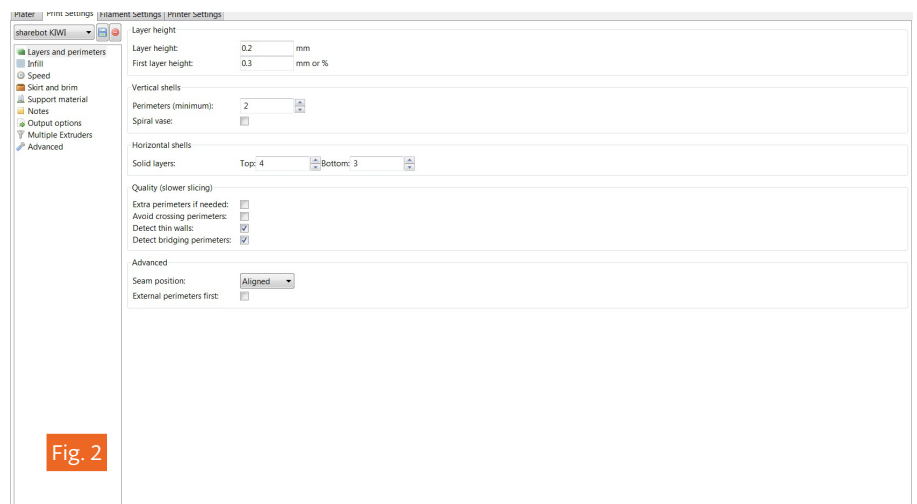 Plater Print Settings Filament Settings Printer Settings
sharebot KIWI
Layers and perimeters
Infill
Speed
Skirt and brim
Support material
Notes
Output options
Multiple Extruders
Advanced
Layer height
Layer height: 0.2 mm
First layer height: 0.3 mm or %
Vertical shells
Perimeters (minimum): 2
Spiral vase:
Horizontal shells
Solid layers: Top: 4 Bottom: 3
Quality (slower slicing)
Extra perimeters if needed:
Avoid crossing perimeters:
Detect thin walls:
Detect bridging perimeters:
Advanced
Seam position: Aligned
External perimeters first:
Fig. 2